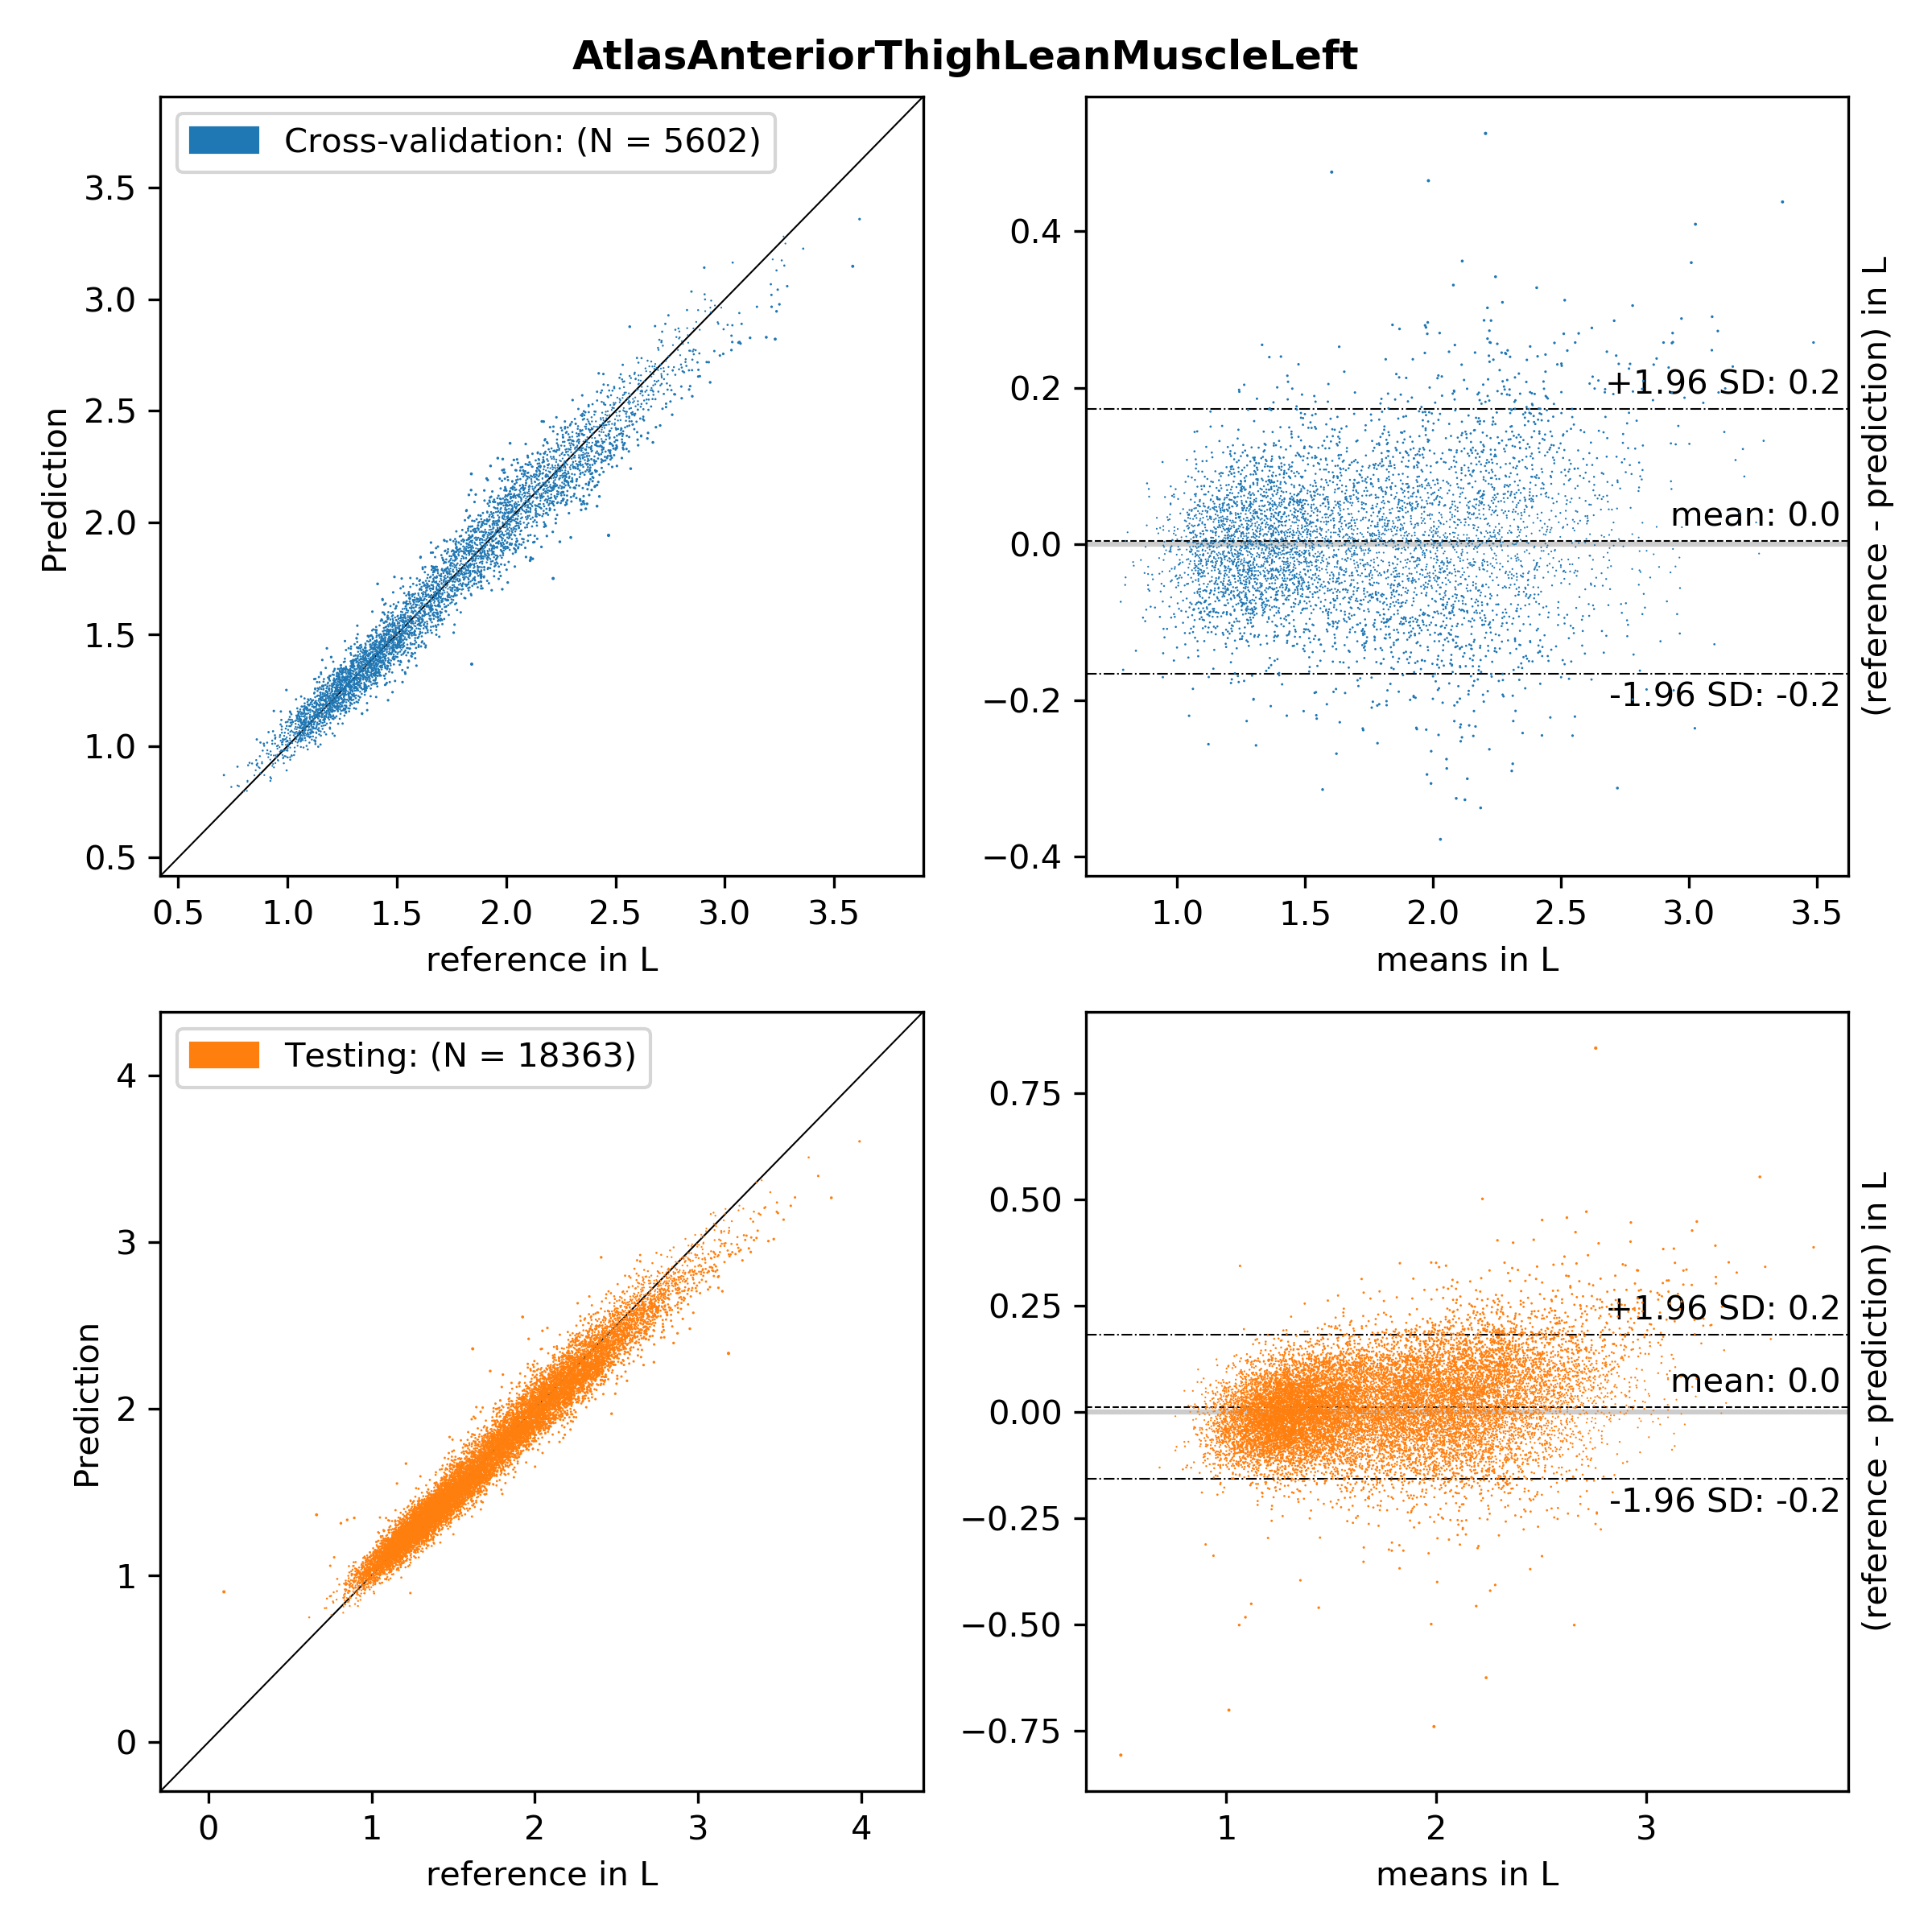 AtlasAnteriorThighLeanMuscleLeft
Cross-validation: (N = 5602)
3.5
3.0
2.5
2.0
1.5
1.0
0.5
Prediction
0.5 1.0 1.5 2.0 2.5 3.0 3.5
reference in L
0.4
0.2
0.0
−0.2
−0.4
+1.96 SD: 0.2
mean: 0.0
-1.96 SD: -0.2
(reference - prediction) in L
1.0 1.5 2.0 2.5 3.0 3.5
means in L
Testing: (N = 18363)
4
3
2
1
0
Prediction
0 1 2 3 4
reference in L
0.75
0.50
0.25
0.00
−0.25
−0.50
−0.75
+1.96 SD: 0.2
mean: 0.0
-1.96 SD: -0.2
(reference - prediction) in L
1 2 3
means in L